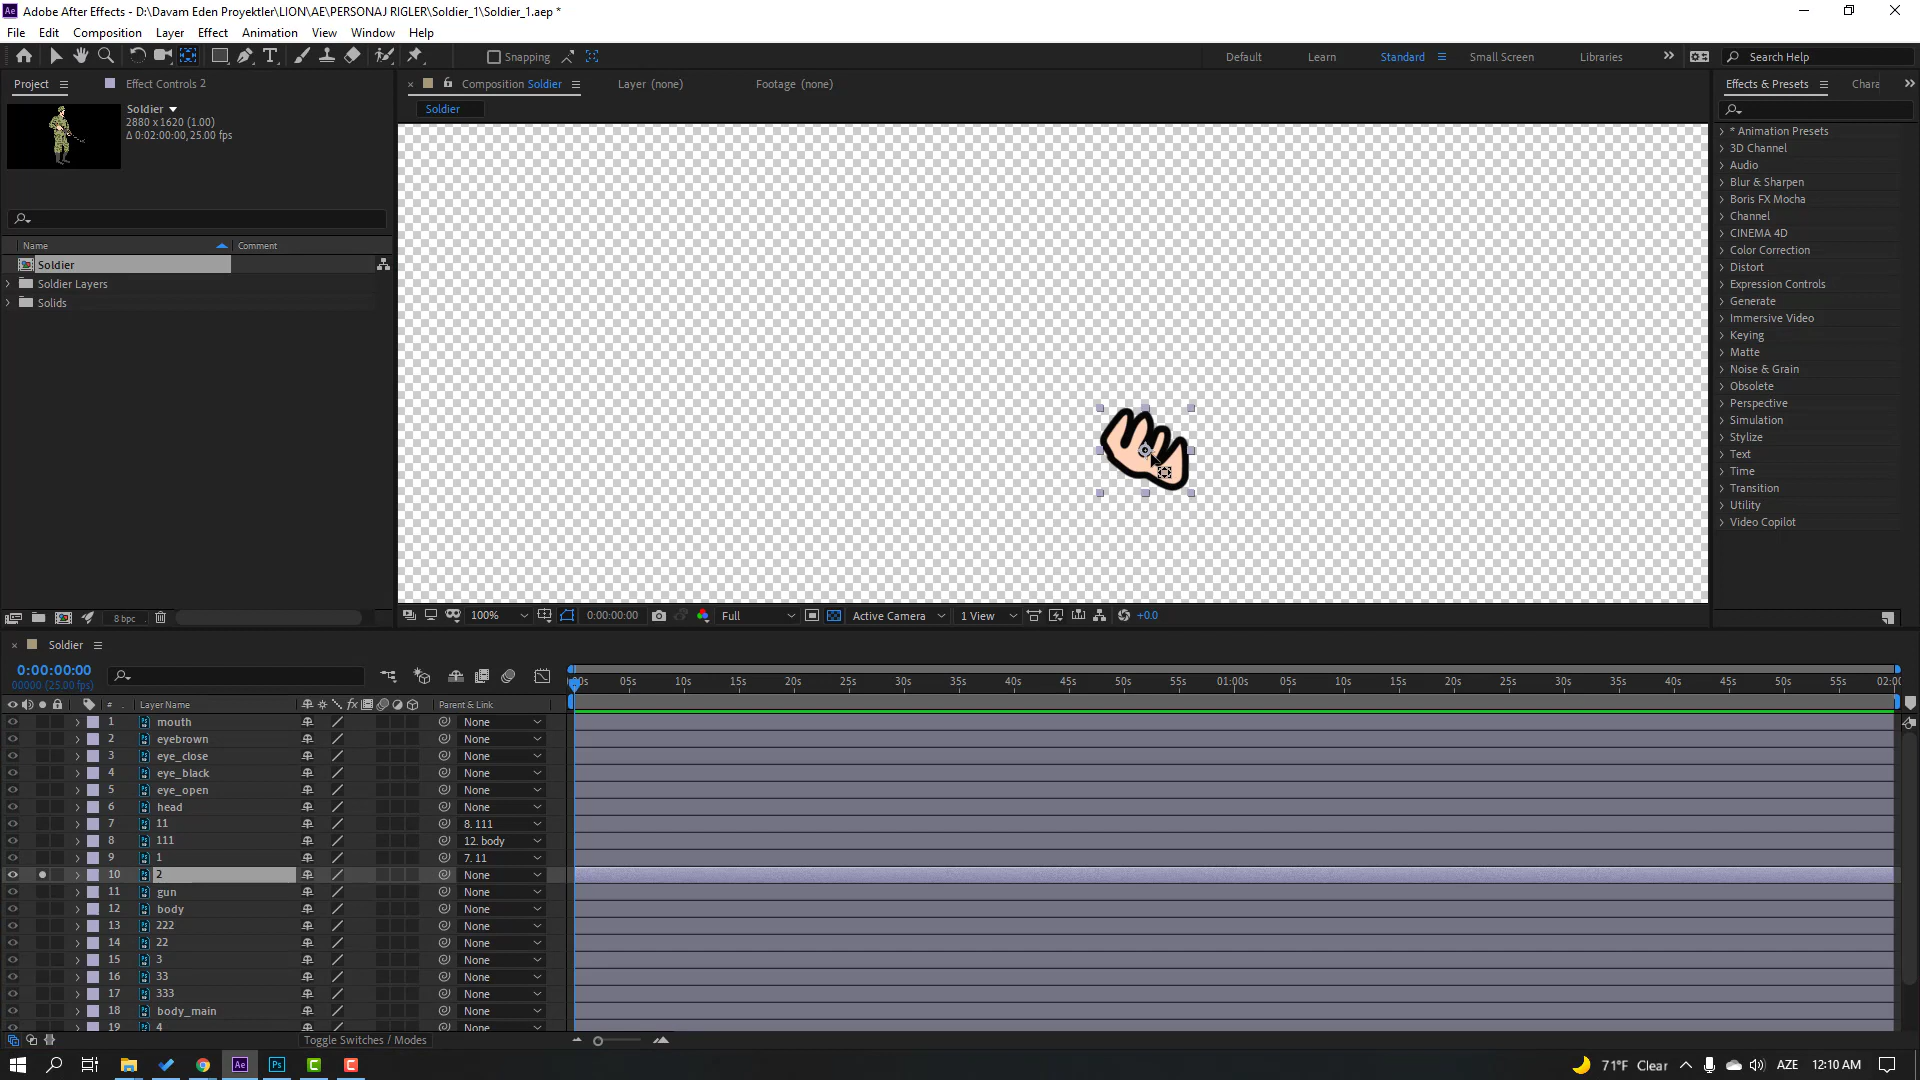 Adobe After Effects - D:\Davam Eden Proyektler\LION\AE\PERSONAJ RIGLER\Soldier_1\Soldier_1.aep *
File Edit Composition Layer Effect Animation View Window Help
Snapping
Default Learn Standard Small Screen Libraries Search Help
Project Effect Controls 2
Composition Soldier Layer (none) Footage (none)
Effects & Presets Chara
Soldier
2880 x 1620 (1.00)
Δ 0:02:00:00, 25.00 fps
Soldier
Name Comment
Soldier
Soldier Layers
Solids
* Animation Presets
3D Channel
Audio
Blur & Sharpen
Boris FX Mocha
Channel
CINEMA 4D
Color Correction
Distort
Expression Controls
Generate
Immersive Video
Keying
Matte
Noise & Grain
Obsolete
Perspective
Simulation
Stylize
Text
Time
Transition
Utility
Video Copilot
8 bpc
100% 0:00:00:00 Full Active Camera 1 View +0.0
Soldier
0:00:00:00
00000 (25.00 fps)
00s 05s 10s 15s 20s 25s 30s 35s 40s 45s 50s 55s 01:00s 05s 10s 15s 20s 25s 30s 35s 40s 45s 50s 55s 02:00
# Layer Name Parent & Link
1 mouth None
2 eyebrown None
3 eye_close None
4 eye_black None
5 eye_open None
6 head None
7 11 8. 111
8 111 12. body
9 1 7. 11
10 2 None
11 gun None
12 body None
13 222 None
14 22 None
15 3 None
16 33 None
17 333 None
18 body_main None
19 4 None
Toggle Switches / Modes
71°F Clear AZE 12:10 AM